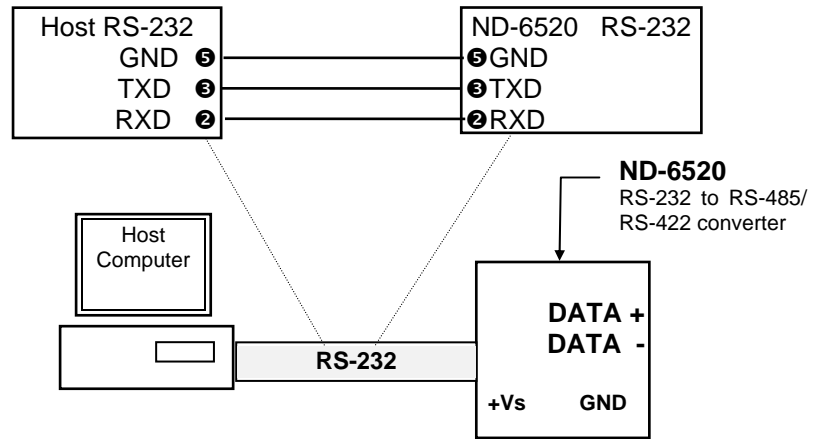 Host RS-232
GND ❺
TXD ❸
RXD ❷
ND-6520 RS-232
❺GND
❸TXD
❷RXD
ND-6520
RS-232 to RS-485/
RS-422 converter
Host
Computer
RS-232
DATA +
DATA -
+Vs GND